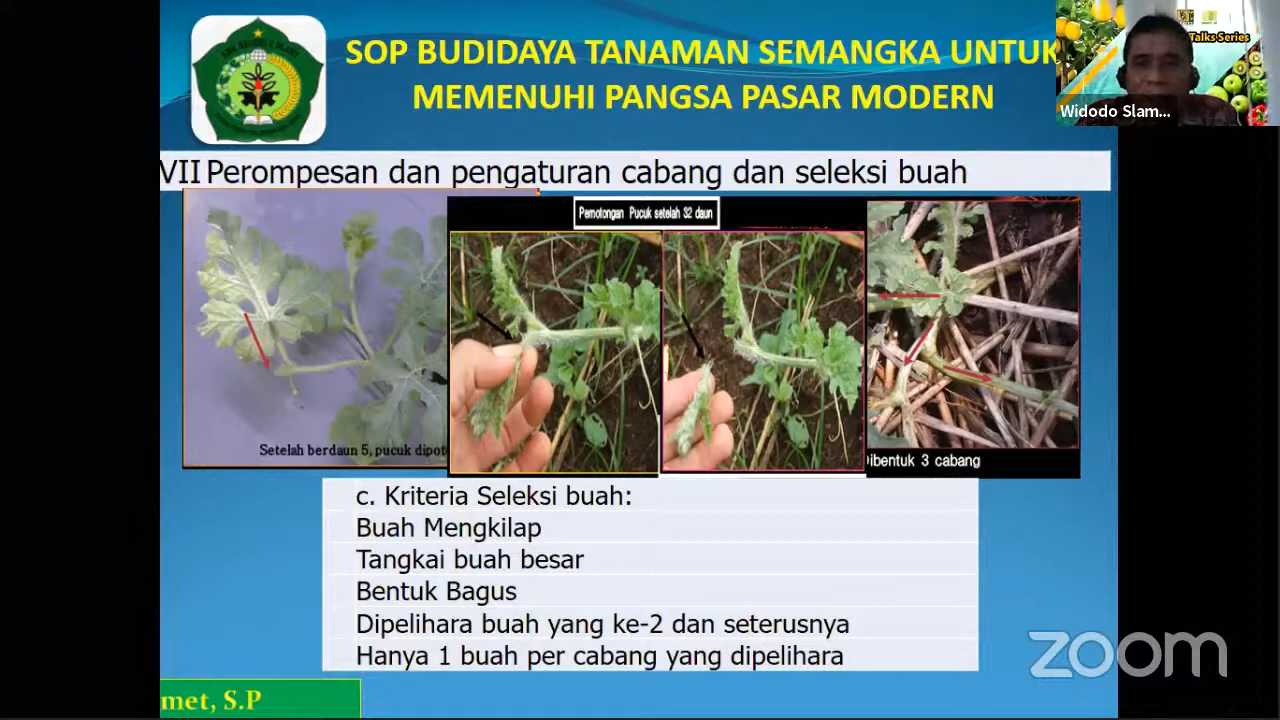 SOP BUDIDAYA TANAMAN SEMANGKA UNTUK
MEMENUHI PANGSA PASAR MODERN
Talks Series
Widodo Slam...
VII Perompesan dan pengaturan cabang dan seleksi buah
Pemotongan Pucuk setelah 32 daun
Setelah berdaun 5, pucuk dipot
Dibentuk 3 cabang
c. Kriteria Seleksi buah:
Buah Mengkilap
Tangkai buah besar
Bentuk Bagus
Dipelihara buah yang ke-2 dan seterusnya
Hanya 1 buah per cabang yang dipelihara
zoom
met, S.P